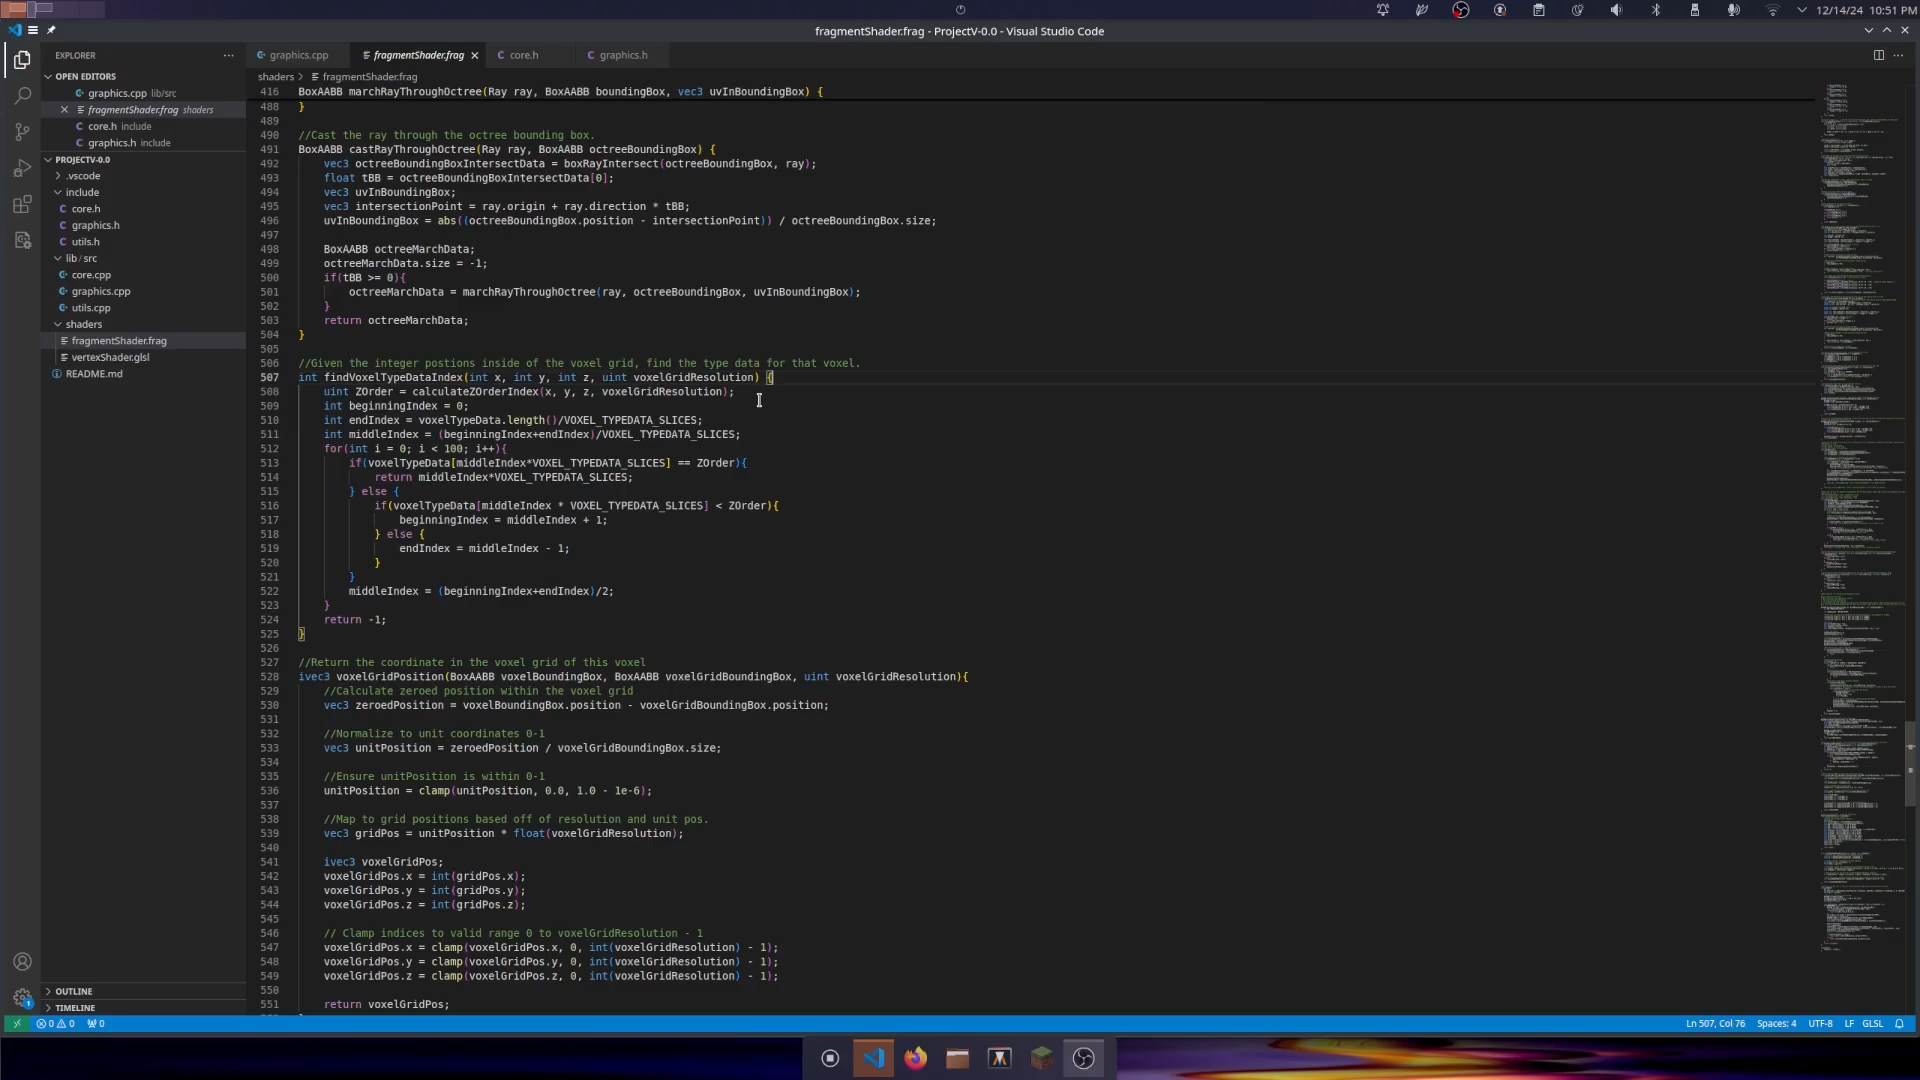 12/14/24 10:51 PM
fragmentShader.frag - ProjectV-0.0 - Visual Studio Code
EXPLORER
OPEN EDITORS
graphics.cpp lib/src
fragmentShader.frag shaders
core.h include
graphics.h include
PROJECTV-0.0
.vscode
include
core.h
graphics.h
utils.h
lib / src
core.cpp
graphics.cpp
utils.cpp
shaders
fragmentShader.frag
vertexShader.glsl
README.md
OUTLINE
TIMELINE
graphics.cpp
fragmentShader.frag
core.h
graphics.h
shaders > fragmentShader.frag
416 BoxAABB marchRayThroughOctree(Ray ray, BoxAABB boundingBox, vec3 uvInBoundingBox) {
488 }
489
490 //Cast the ray through the octree bounding box.
491 BoxAABB castRayThroughOctree(Ray ray, BoxAABB octreeBoundingBox) {
492 vec3 octreeBoundingBoxIntersectData = boxRayIntersect(octreeBoundingBox, ray);
493 float tBB = octreeBoundingBoxIntersectData[0];
494 vec3 uvInBoundingBox;
495 vec3 intersectionPoint = ray.origin + ray.direction * tBB;
496 uvInBoundingBox = abs((octreeBoundingBox.position - intersectionPoint)) / octreeBoundingBox.size;
497
498 BoxAABB octreeMarchData;
499 octreeMarchData.size = -1;
500 if(tBB >= 0){
501 octreeMarchData = marchRayThroughOctree(ray, octreeBoundingBox, uvInBoundingBox);
502 }
503 return octreeMarchData;
504 }
505
506 //Given the integer postions inside of the voxel grid, find the type data for that voxel.
507 int findVoxelTypeDataIndex(int x, int y, int z, uint voxelGridResolution) {
508 uint ZOrder = calculateZOrderIndex(x, y, z, voxelGridResolution);
509 int beginningIndex = 0;
510 int endIndex = voxelTypeData.length()/VOXEL_TYPEDATA_SLICES;
511 int middleIndex = (beginningIndex+endIndex)/VOXEL_TYPEDATA_SLICES;
512 for(int i = 0; i < 100; i++){
513 if(voxelTypeData[middleIndex*VOXEL_TYPEDATA_SLICES] == ZOrder){
514 return middleIndex*VOXEL_TYPEDATA_SLICES;
515 } else {
516 if(voxelTypeData[middleIndex * VOXEL_TYPEDATA_SLICES] < ZOrder){
517 beginningIndex = middleIndex + 1;
518 } else {
519 endIndex = middleIndex - 1;
520 }
521 }
522 middleIndex = (beginningIndex+endIndex)/2;
523 }
524 return -1;
525 }
526
527 //Return the coordinate in the voxel grid of this voxel
528 ivec3 voxelGridPosition(BoxAABB voxelBoundingBox, BoxAABB voxelGridBoundingBox, uint voxelGridResolution){
529 //Calculate zeroed position within the voxel grid
530 vec3 zeroedPosition = voxelBoundingBox.position - voxelGridBoundingBox.position;
531
532 //Normalize to unit coordinates 0-1
533 vec3 unitPosition = zeroedPosition / voxelGridBoundingBox.size;
534
535 //Ensure unitPosition is within 0-1
536 unitPosition = clamp(unitPosition, 0.0, 1.0 - 1e-6);
537
538 //Map to grid positions based off of resolution and unit pos.
539 vec3 gridPos = unitPosition * float(voxelGridResolution);
540
541 ivec3 voxelGridPos;
542 voxelGridPos.x = int(gridPos.x);
543 voxelGridPos.y = int(gridPos.y);
544 voxelGridPos.z = int(gridPos.z);
545
546 // Clamp indices to valid range 0 to voxelGridResolution - 1
547 voxelGridPos.x = clamp(voxelGridPos.x, 0, int(voxelGridResolution) - 1);
548 voxelGridPos.y = clamp(voxelGridPos.y, 0, int(voxelGridResolution) - 1);
549 voxelGridPos.z = clamp(voxelGridPos.z, 0, int(voxelGridResolution) - 1);
550
551 return voxelGridPos;
0 0 0
Ln 507, Col 76 Spaces: 4 UTF-8 LF GLSL